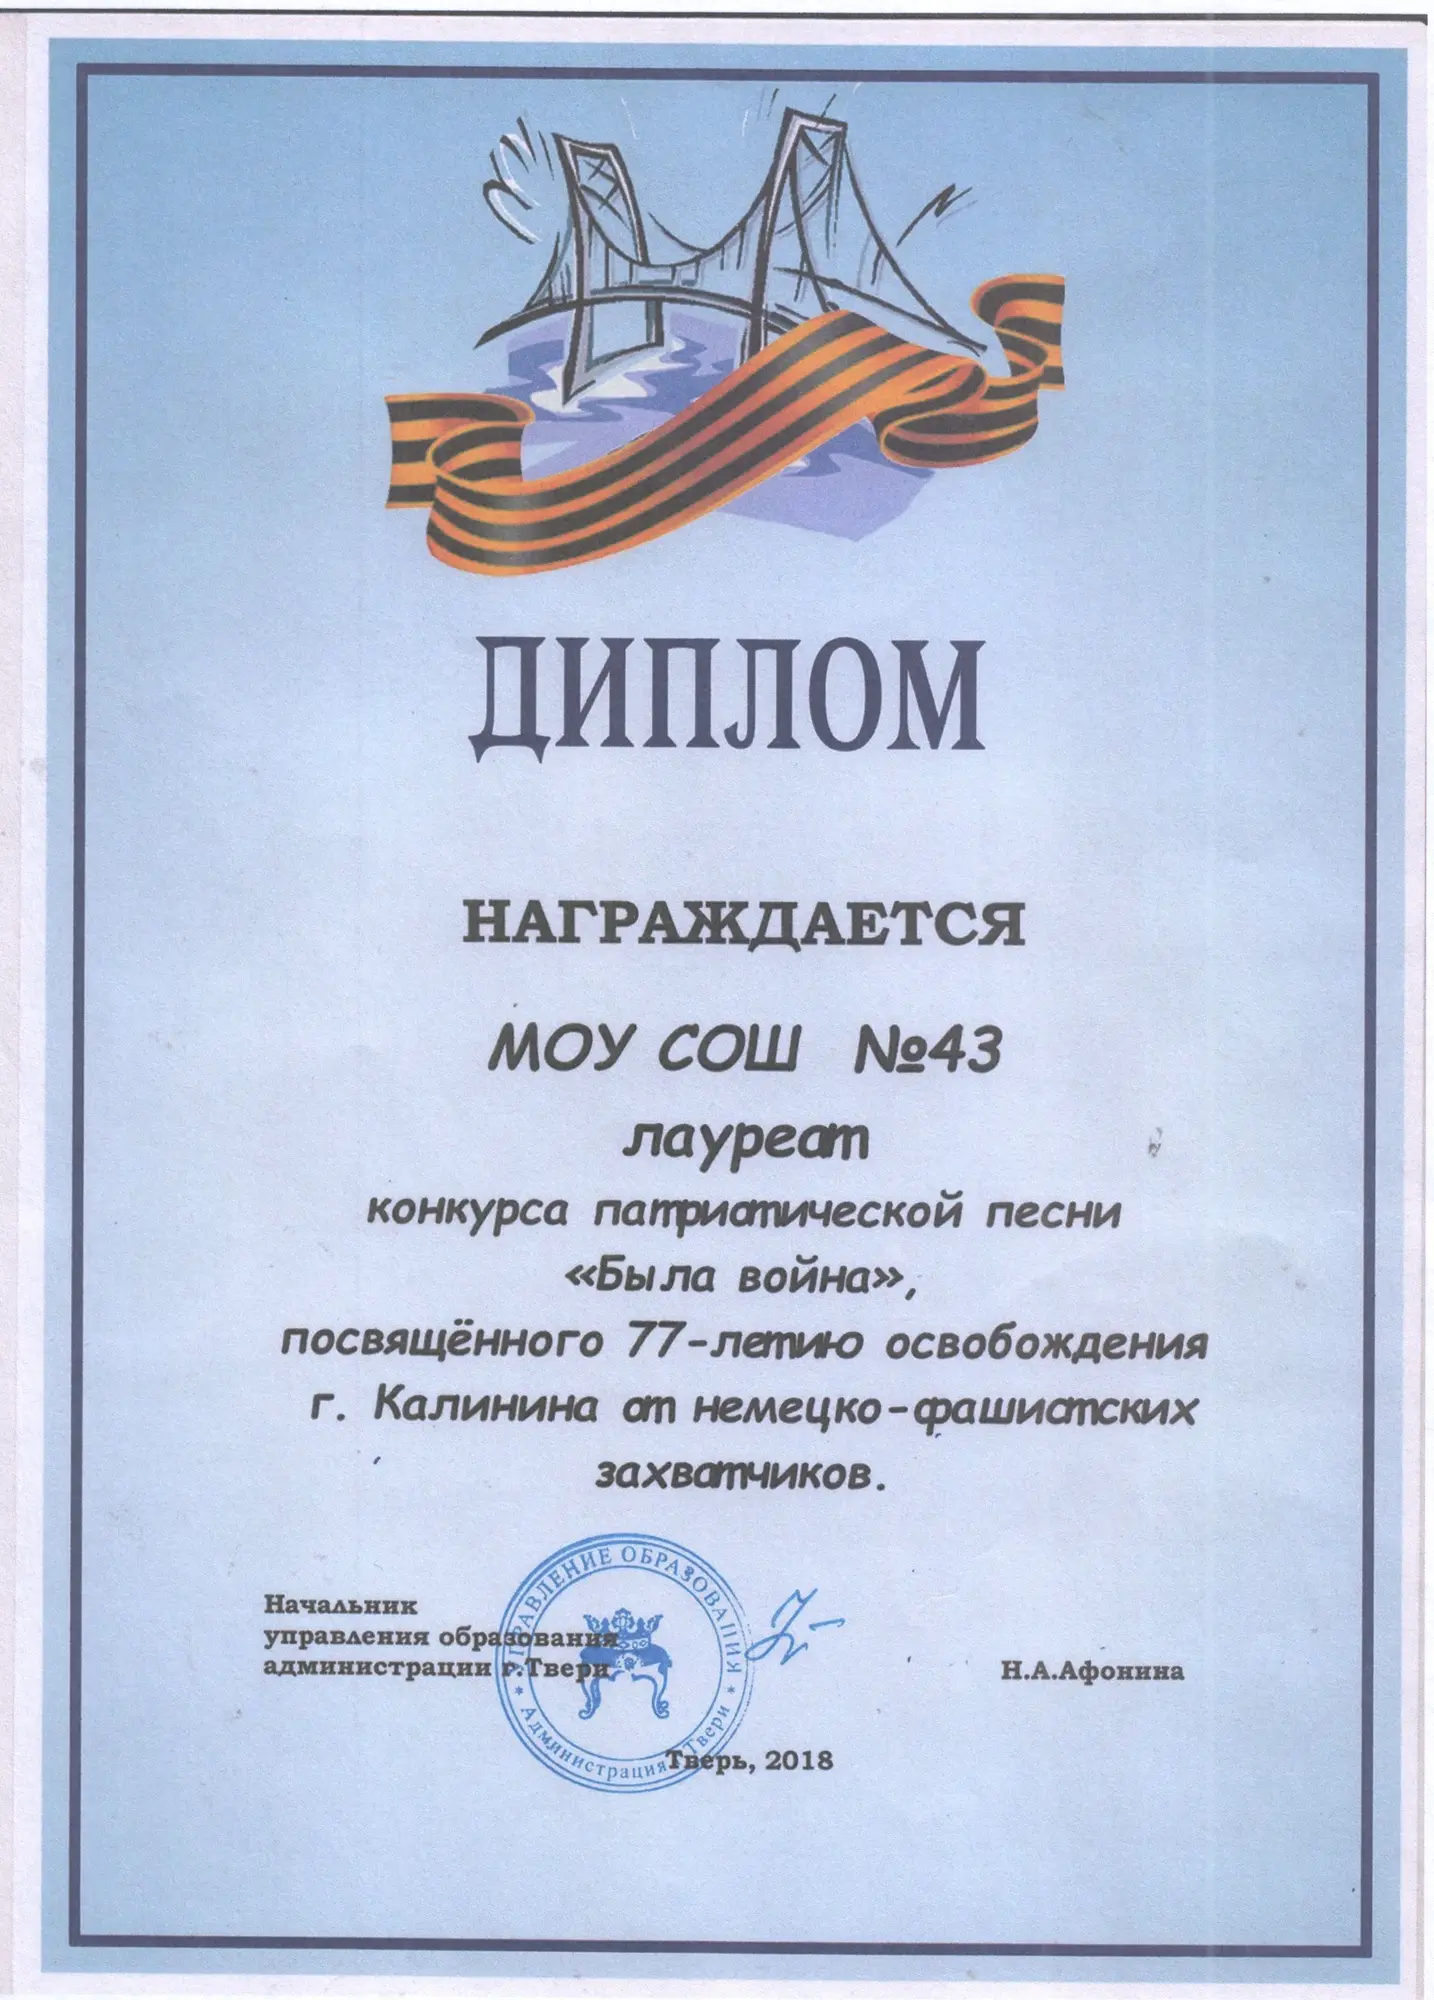 ДИПЛОМ
НАГРАЖДАЕТСЯ
МОУ СОШ №43
лауреат
конкурса патриотической песни
«Была война»,
посвящённого 77-летию освобождения
г. Калинина от немецко-фашистских
захватчиков.
Начальник
управления образования
администрации г.Твери
Н.А.Афонина
УПРАВЛЕНИЕ ОБРАЗОВАНИЯ
* Администрация Твери *
Тверь, 2018